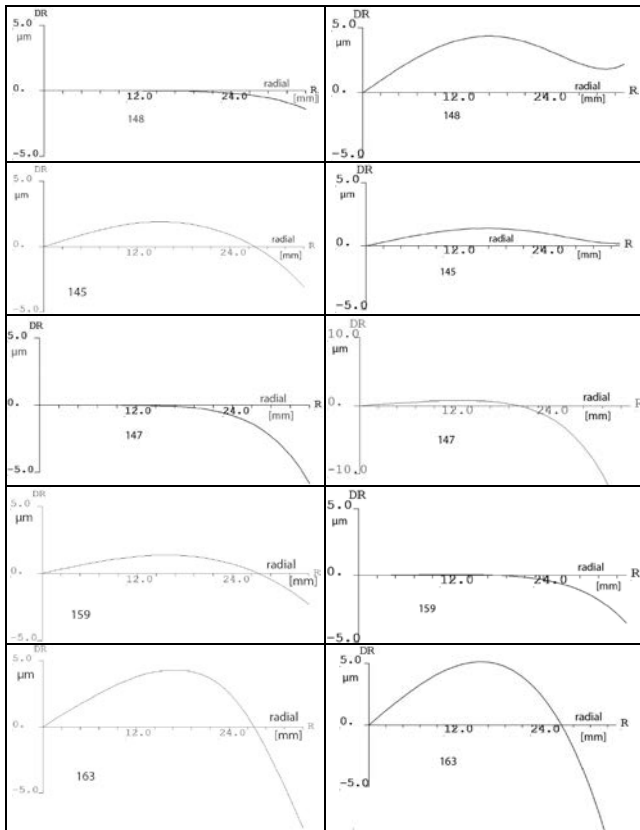 DR
5.0
µm
0.
radial
R
12.0
24.0
[mm]
148
-5.0
DR
5.0
µm
0.
radial
R
12.0
24.0
[mm]
148
-5.0
DR
5.0
µm
0.
radial
R
12.0
24.0
[mm]
145
-5.0
DR
5.0
µm
0.
radial
R
12.0
24.0
[mm]
145
-5.0
DR
5.0
µm
0.
radial
R
12.0
24.0
[mm]
147
-5.0
DR
10.0
µm
0.
radial
12.0
24.0
[mm]
147
-10.0
DR
5.0
µm
0.
radial
R
12.0
24.0
[mm]
159
-5.0
DR
5.0
µm
0.
radial
R
12.0
24.0
[mm]
159
-5.0
DR
5.0
µm
0.
radial
R
12.0
24.0
[mm]
163
-5.0
DR
5.0
µm
0.
radial
R
12.0
24.0
[mm]
163
-5.0